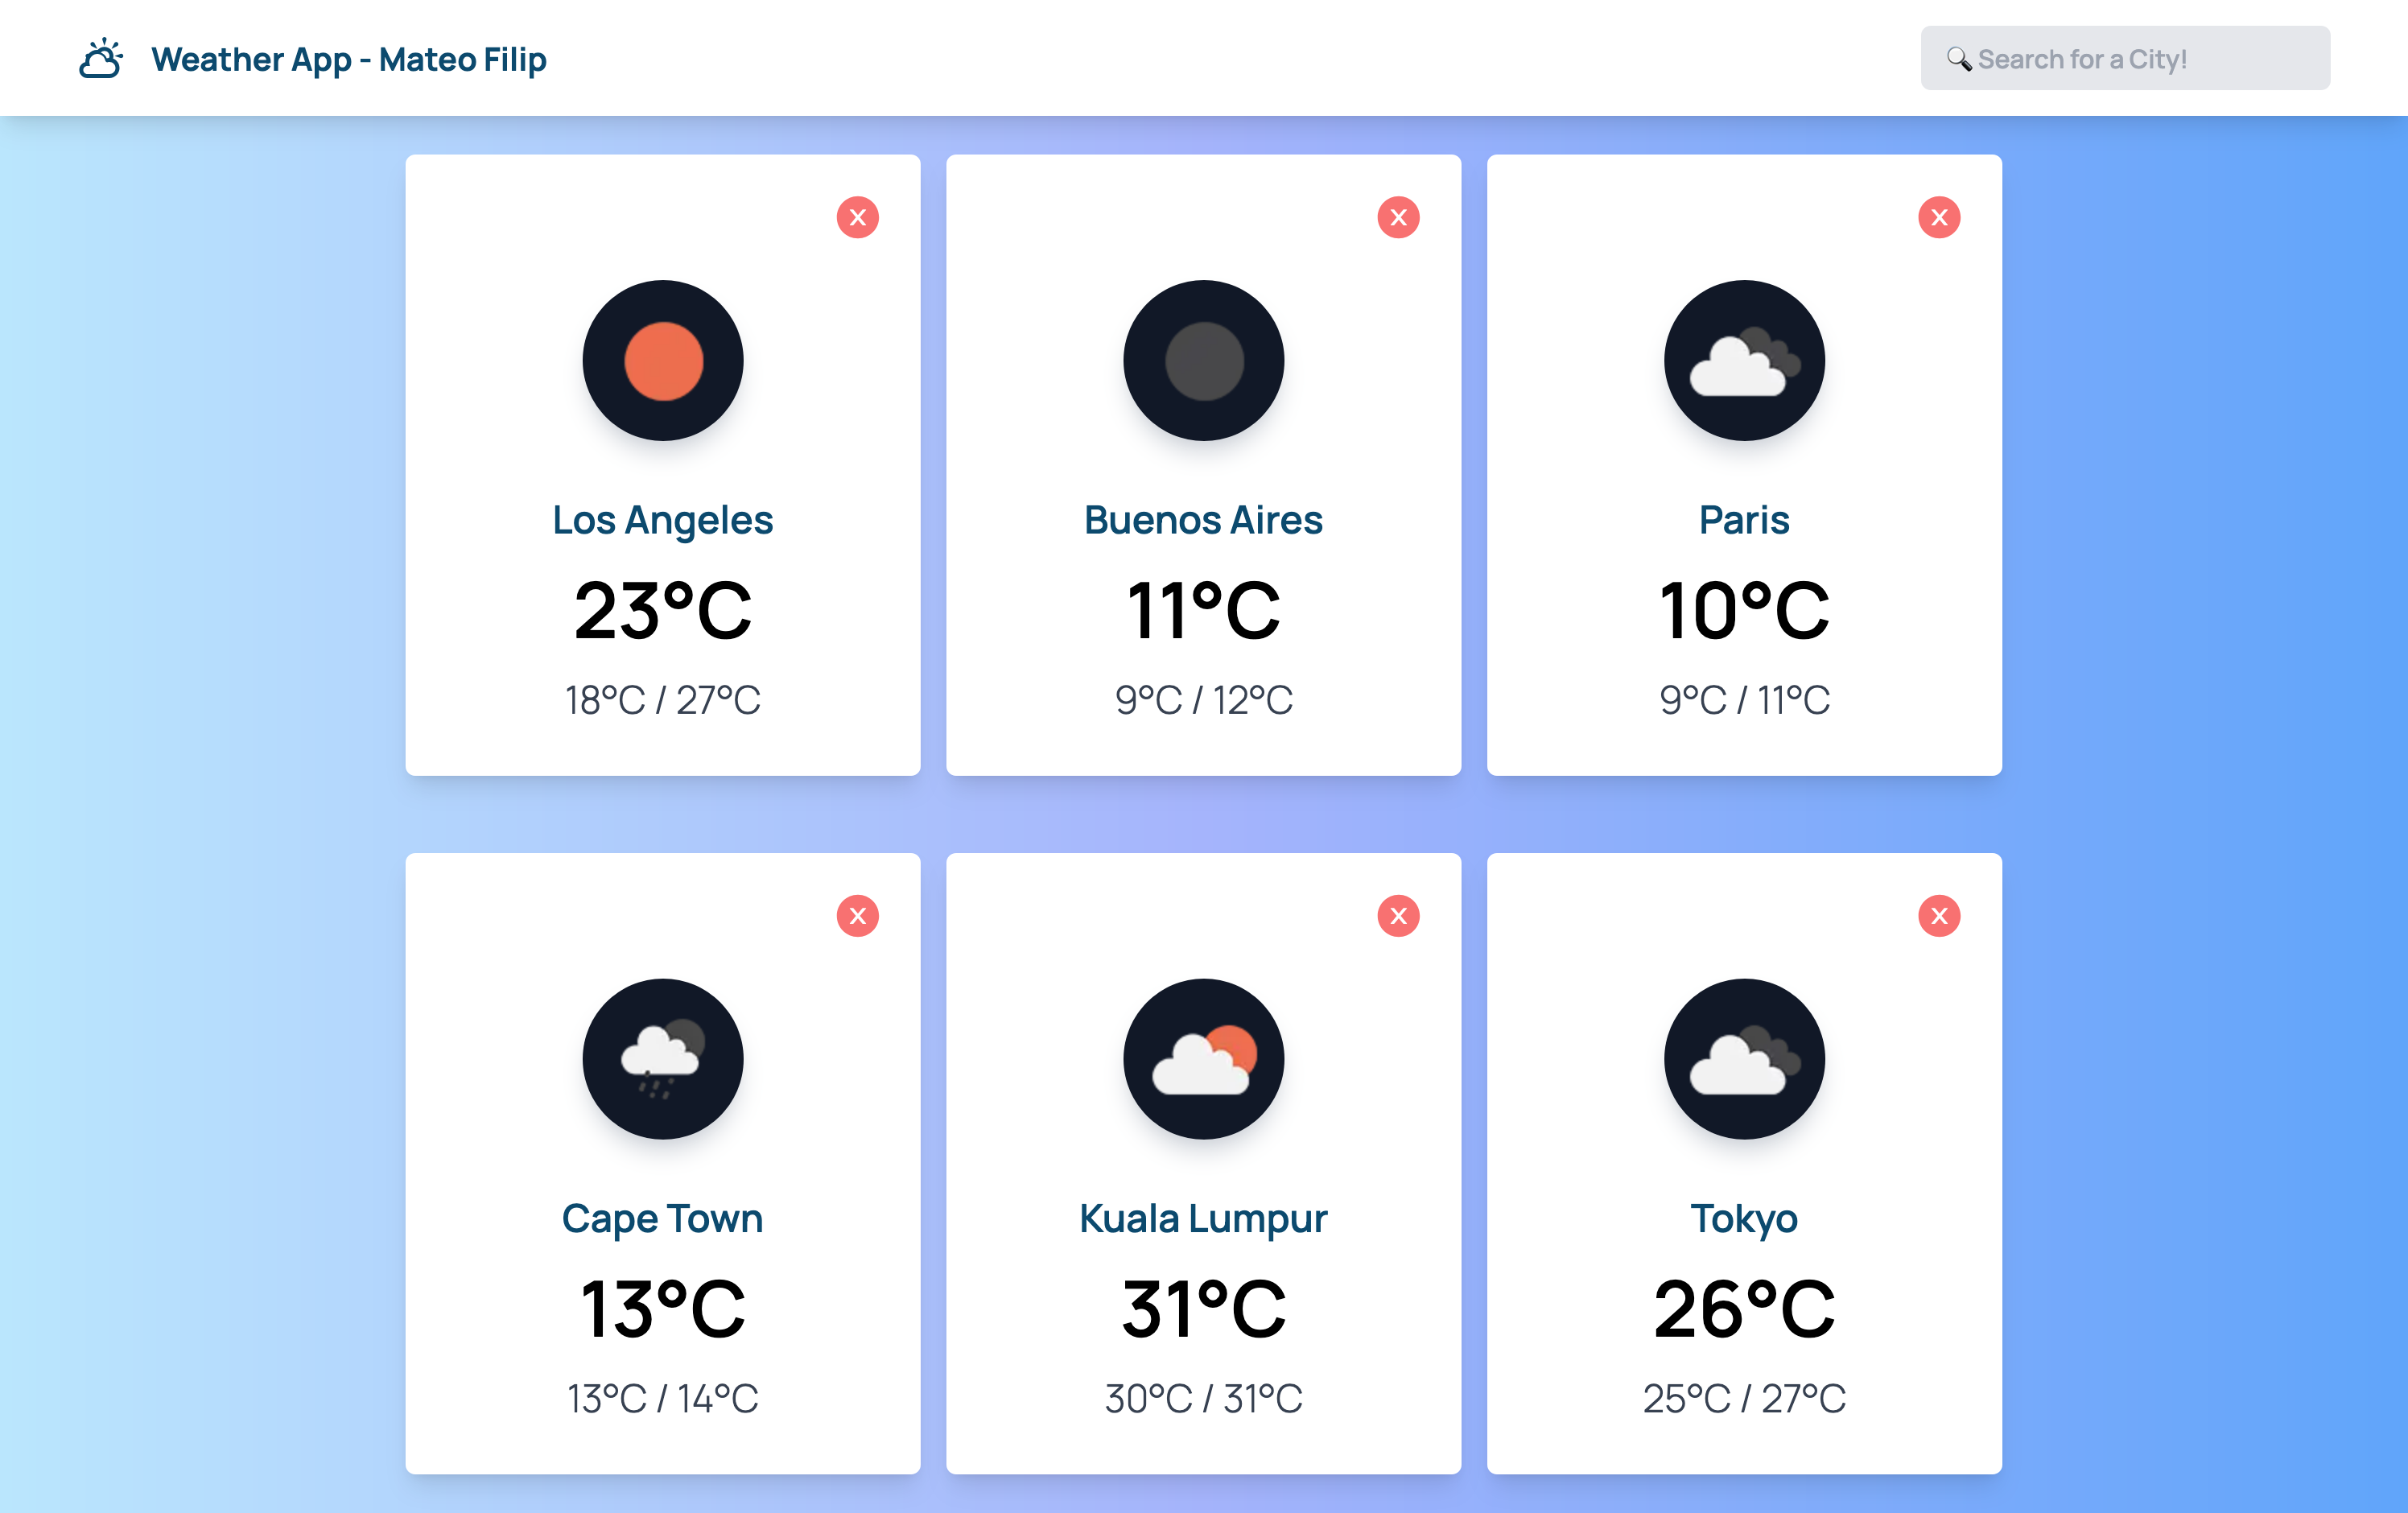 Weather App - Mateo Filip
🔍 Search for a City!
X
X
X
Los Angeles
23°C
18°C / 27°C
Buenos Aires
11°C
9°C / 12°C
Paris
10°C
9°C / 11°C
X
X
X
Cape Town
13°C
13°C / 14°C
Kuala Lumpur
31°C
30°C / 31°C
Tokyo
26°C
25°C / 27°C